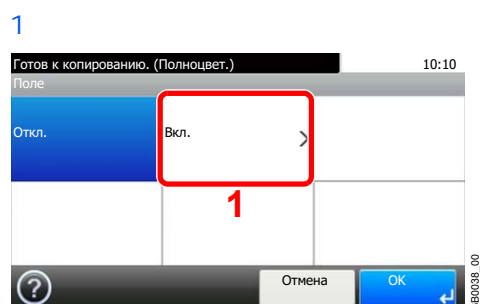 1
Готов к копированию. (Полноцвет.) 10:10
Поле
Откл. Вкл.
1
? Отмена OK
B0038_00